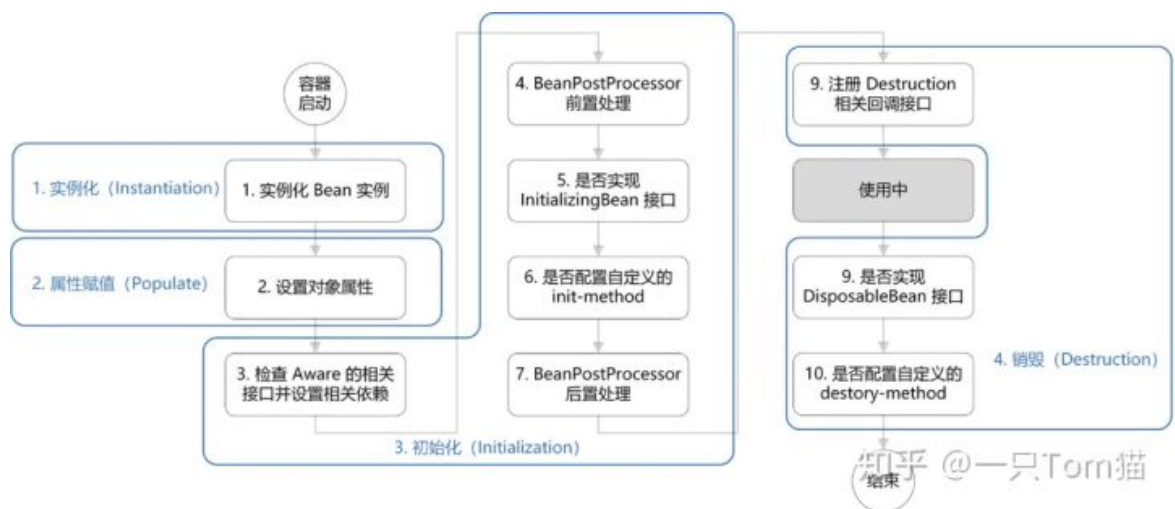 容器
启动
1. 实例化（Instantiation）
1. 实例化 Bean 实例
2. 属性赋值（Populate）
2. 设置对象属性
3. 检查 Aware 的相关
接口并设置相关依赖
3. 初始化（Initialization）
4. BeanPostProcessor
前置处理
5. 是否实现
InitializingBean 接口
6. 是否配置自定义的
init-method
7. BeanPostProcessor
后置处理
9. 注册 Destruction
相关回调接口
使用中
9. 是否实现
DisposableBean 接口
4. 销毁（Destruction）
10. 是否配置自定义的
destory-method
结束
知乎 @一只Tom猫